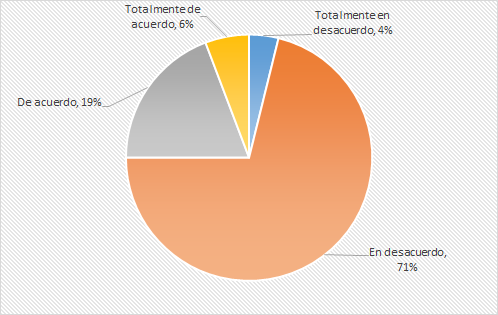 Totalmente de
acuerdo, 6%
Totalmente en
desacuerdo, 4%
De acuerdo, 19%
En desacuerdo,
71%